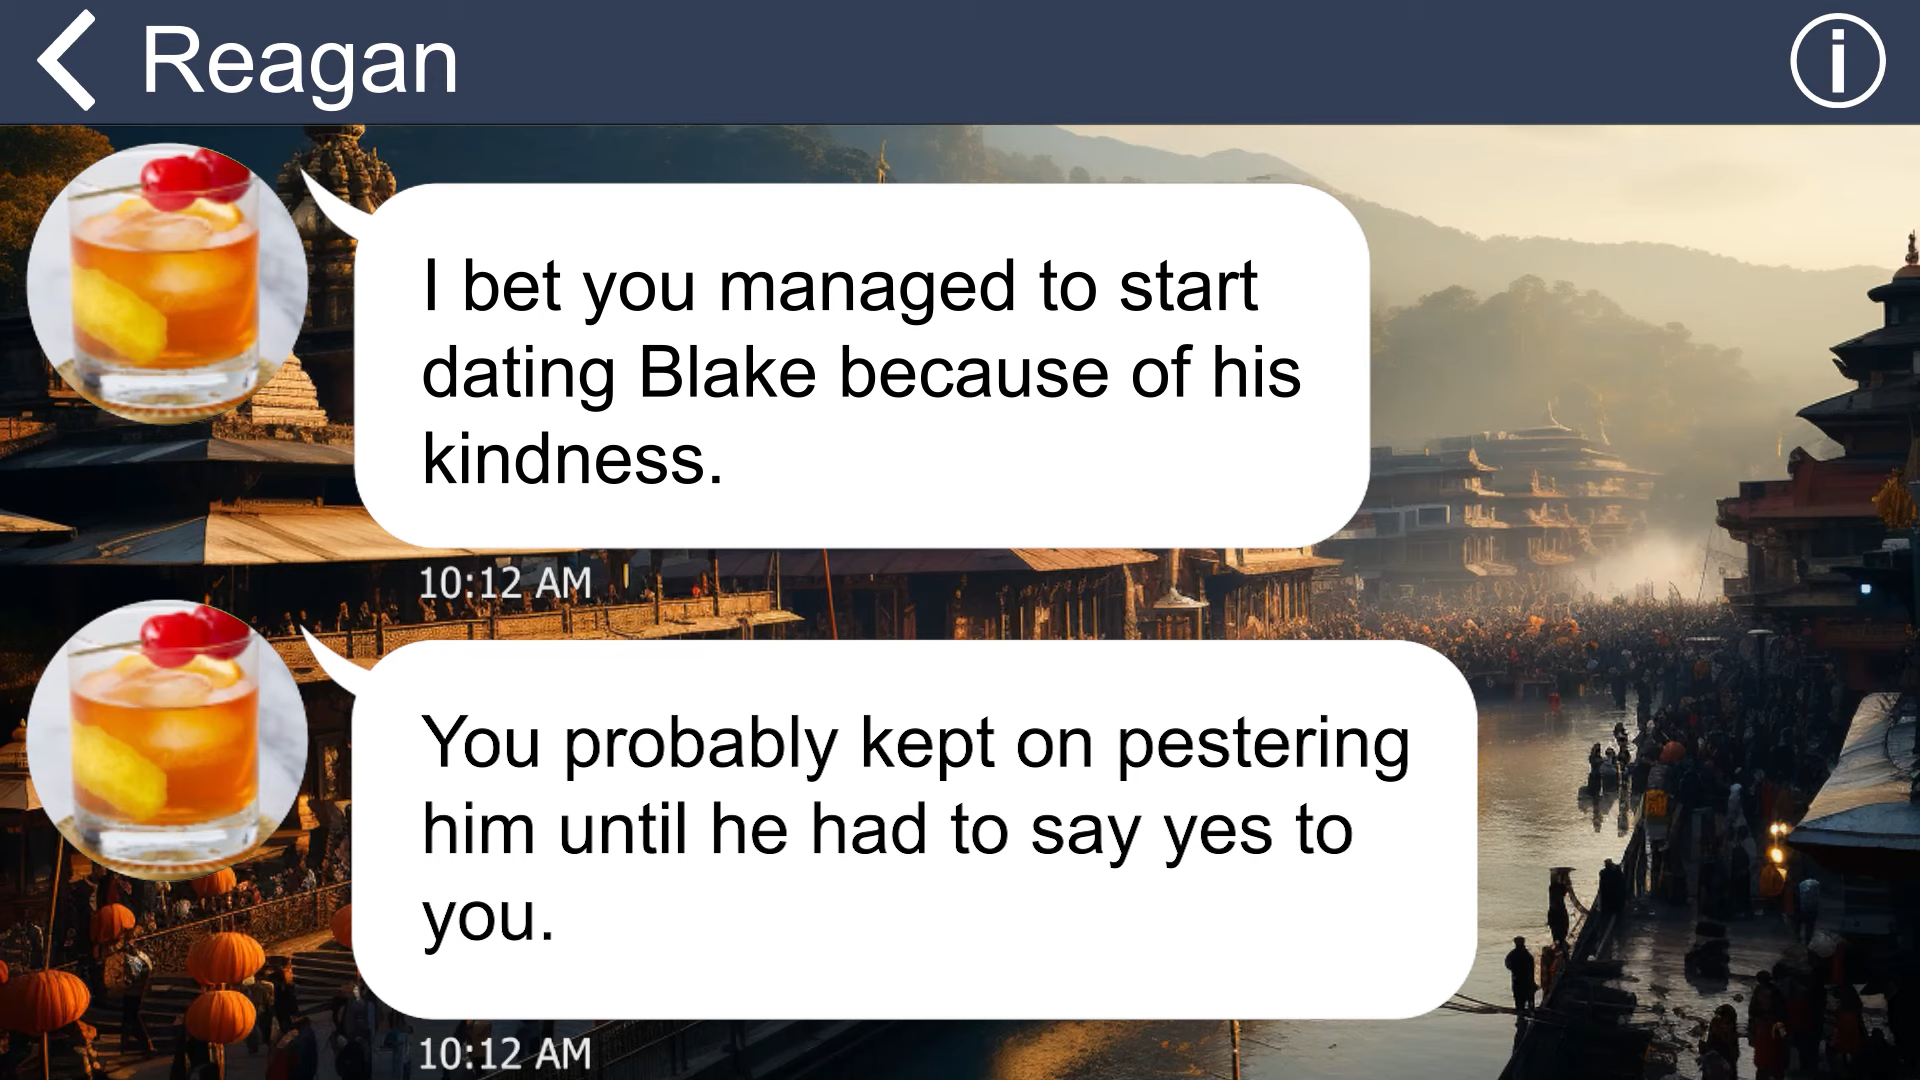 Reagan
I bet you managed to start
dating Blake because of his
kindness.
10:12 AM
You probably kept on pestering
him until he had to say yes to
you.
10:12 AM